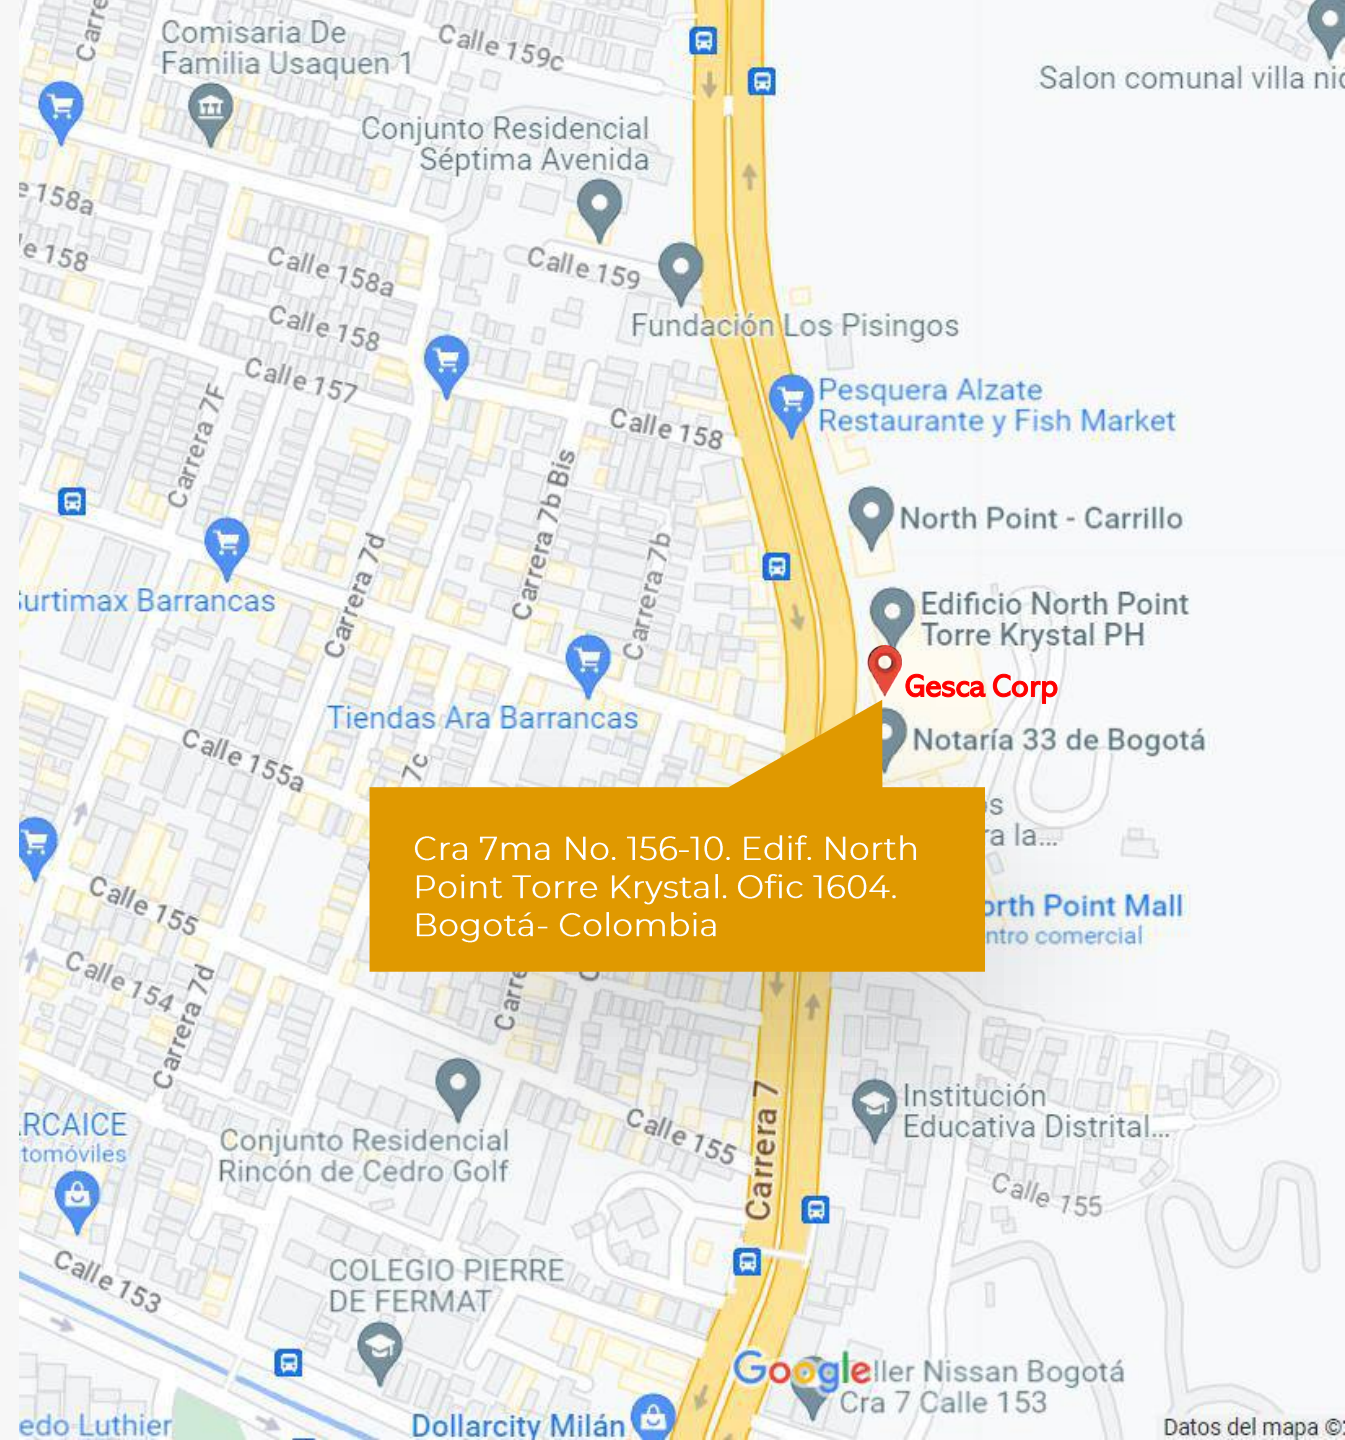 Carre
Comisaria De
Familia Usaquen 1
Calle 159c
Salon comunal villa nid
Conjunto Residencial
Séptima Avenida
e 158a
le 158
Calle 158a
Calle 159
Calle 158
Fundación Los Pisingos
Calle 157
Carrera 7F
Pesquera Alzate
Restaurante y Fish Market
Calle 158
Carrera 7b Bis
North Point - Carrillo
Carrera 7d
Carrera 7b
urtimax Barrancas
Edificio North Point
Torre Krystal PH
Gesca Corp
Tiendas Ara Barrancas
Notaría 33 de Bogotá
Calle 155a
7c
s
ra la...
Cra 7ma No. 156-10. Edif. North
Point Torre Krystal. Ofic 1604.
Bogotá- Colombia
Calle 155
orth Point Mall
ntro comercial
Calle 154
Carrera 7d
Carre
Carrera 7
Institución
Educativa Distrital...
RCAICE
tomóviles
Conjunto Residencial
Rincón de Cedro Golf
Calle 155
Calle 155
Calle 153
COLEGIO PIERRE
DE FERMAT
Google
ller Nissan Bogotá
Cra 7 Calle 153
edo Luthier
Dollarcity Milán
Datos del mapa ©